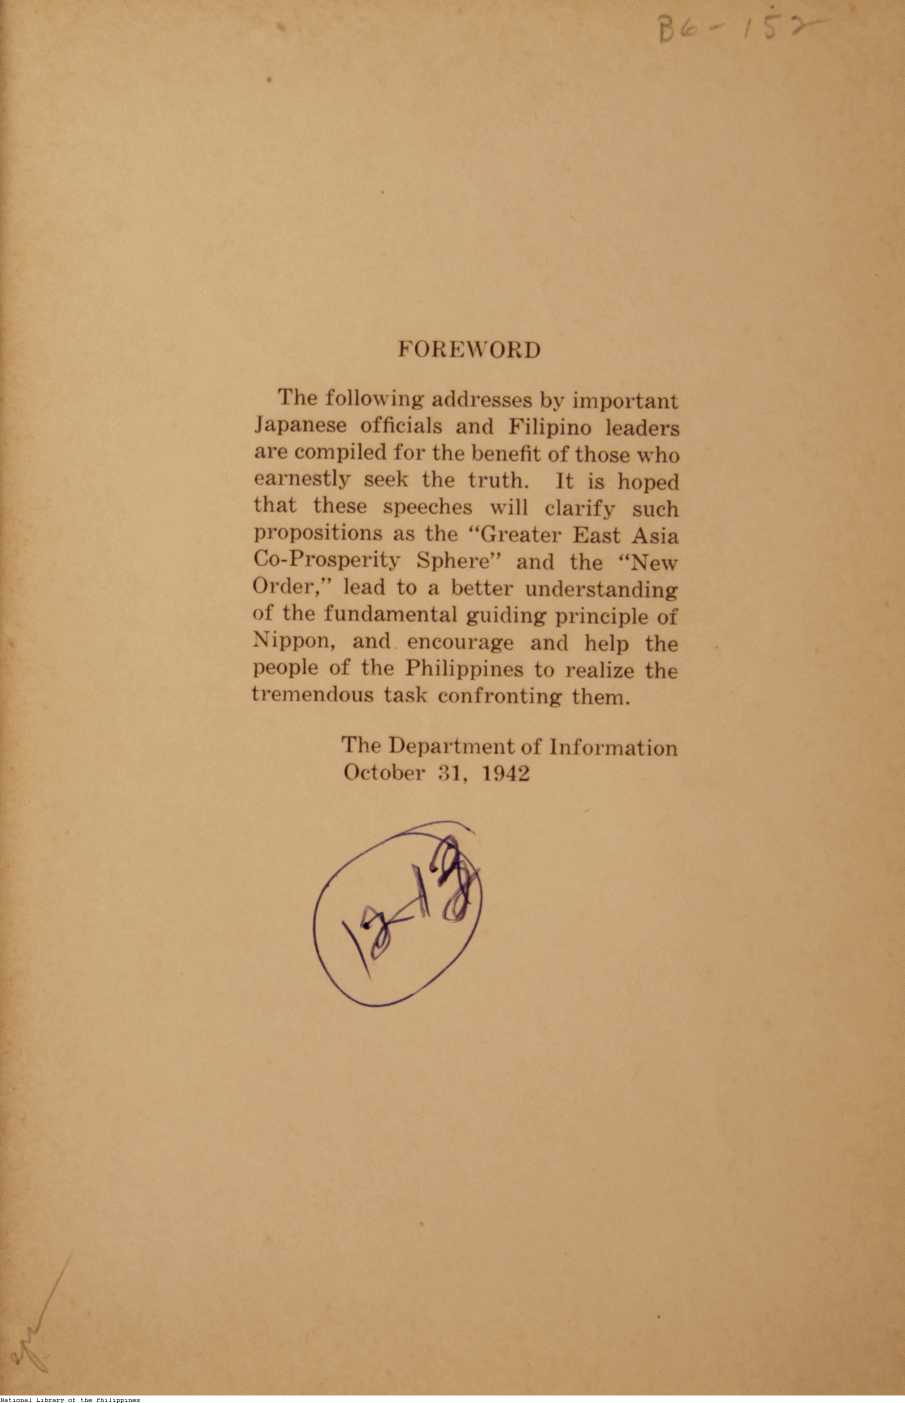 B6-152
FOREWORD
The following addresses by important
Japanese officials and Filipino leaders
are compiled for the benefit of those who
earnestly seek the truth. It is hoped
that these speeches will clarify such
propositions as the “Greater East Asia
Co-Prosperity Sphere” and the “New
Order,” lead to a better understanding
of the fundamental guiding principle of
Nippon, and encourage and help the
people of the Philippines to realize the
tremendous task confronting them.
The Department of Information
October 31, 1942
National Library of the Philippines